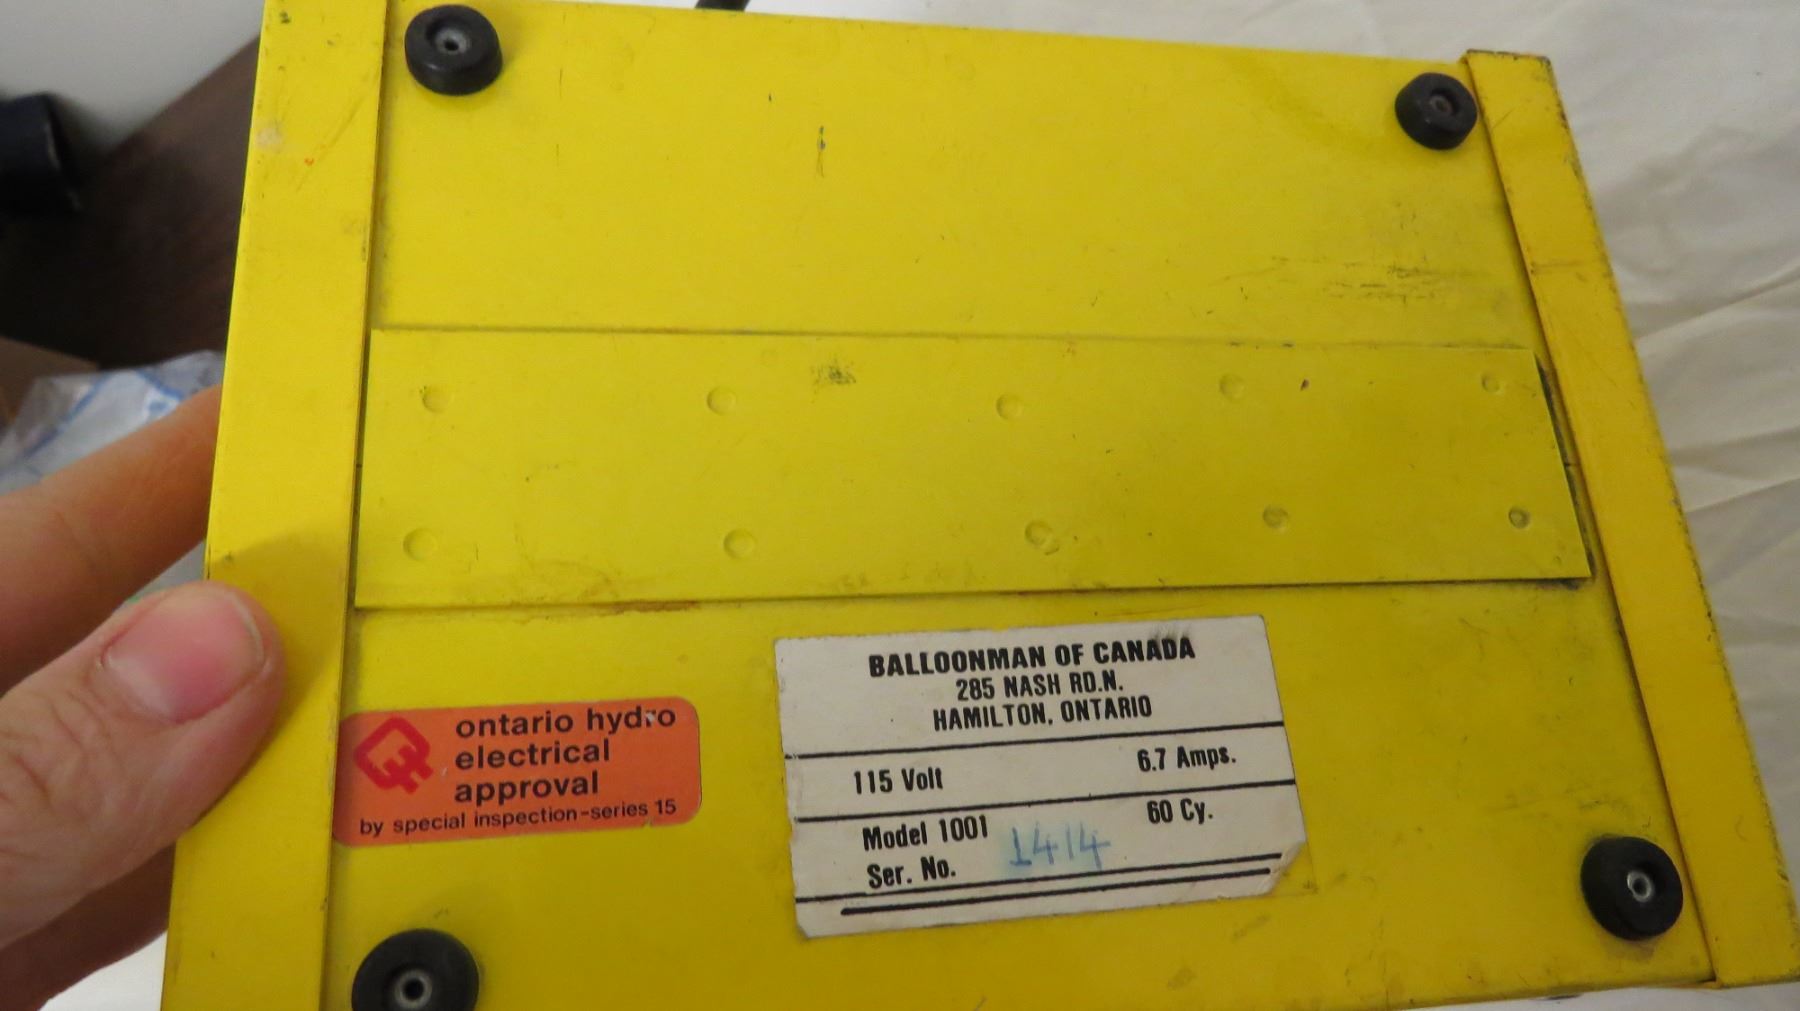 BALLOONMAN OF CANADA
285 NASH RD.N.
HAMILTON, ONTARIO
115 Volt 6.7 Amps.
Model 1001 60 Cy.
Ser. No. 1414
ontario hydro
electrical
approval
by special inspection-series 15